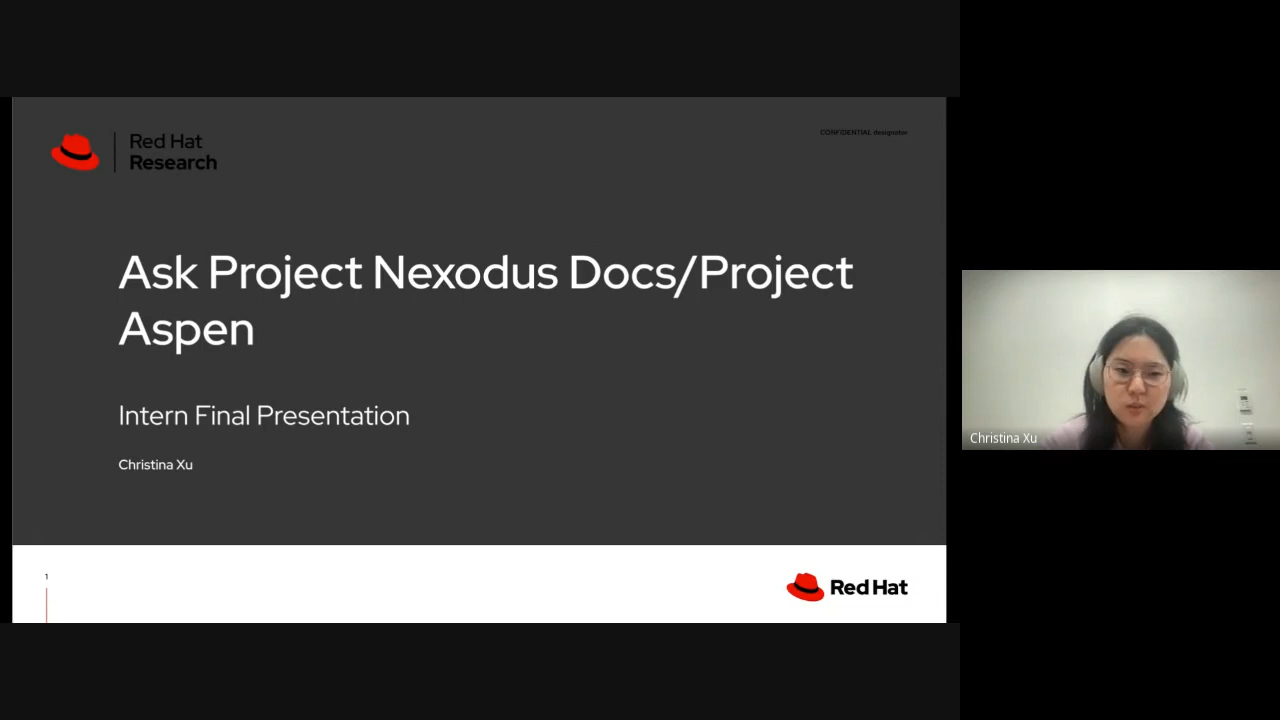 Red Hat
Research
CONFIDENTIAL designator
Ask Project Nexodus Docs/Project
Aspen
Intern Final Presentation
Christina Xu
1
Red Hat
Christina Xu